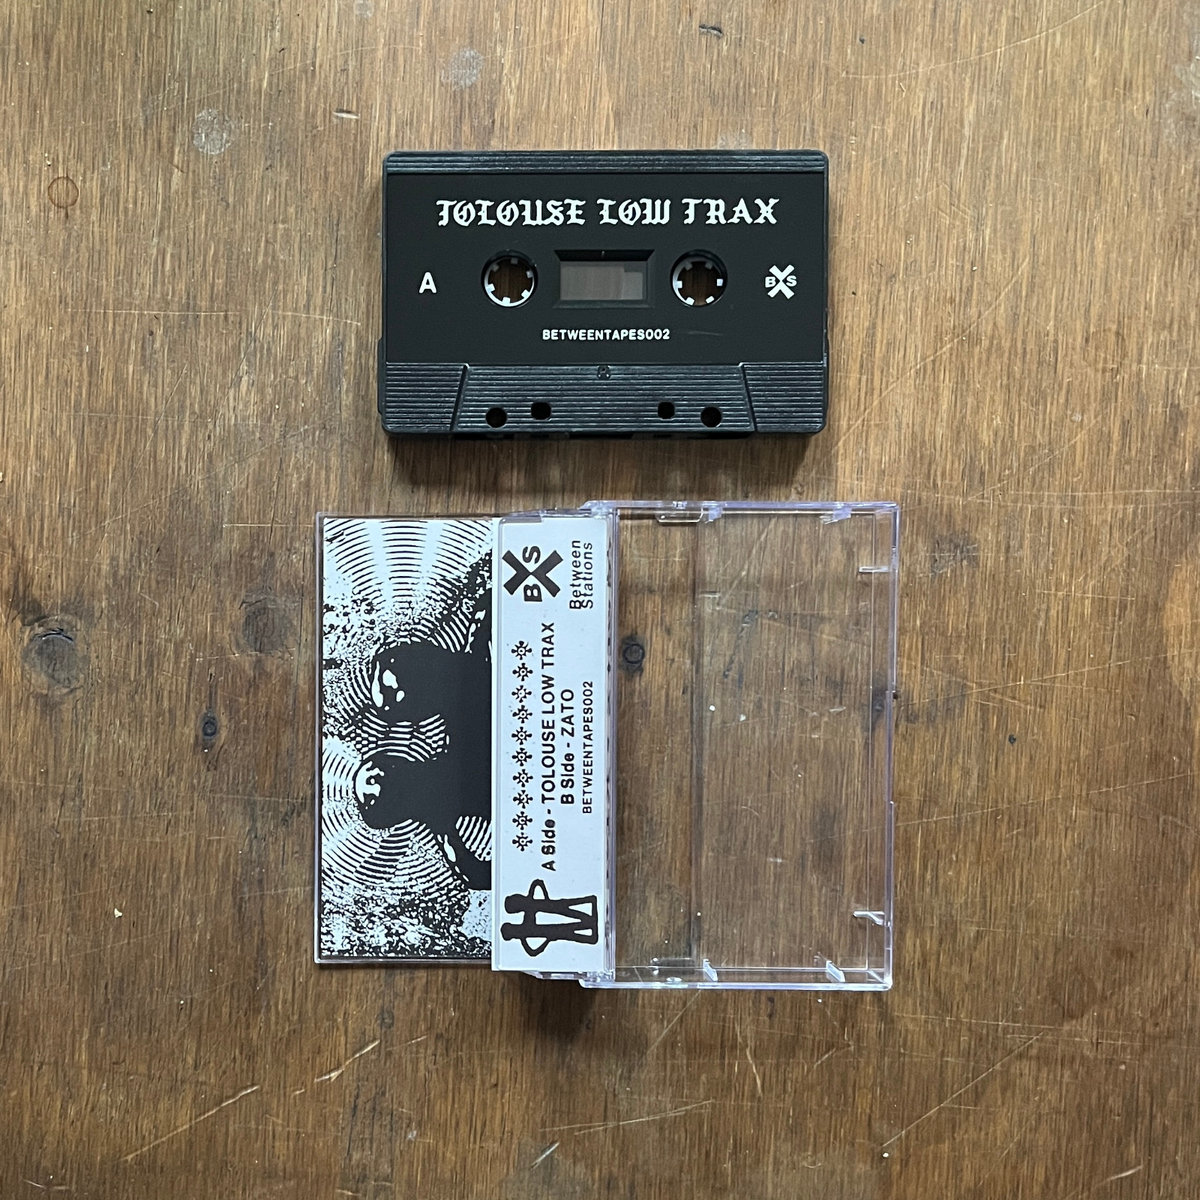 TOLOUSE LOW TRAX
A
B S
BETWEENTAPES002
B S
Between
Stations
A Side - TOLOUSE LOW TRAX
B Side - ZATO
BETWEENTAPES002